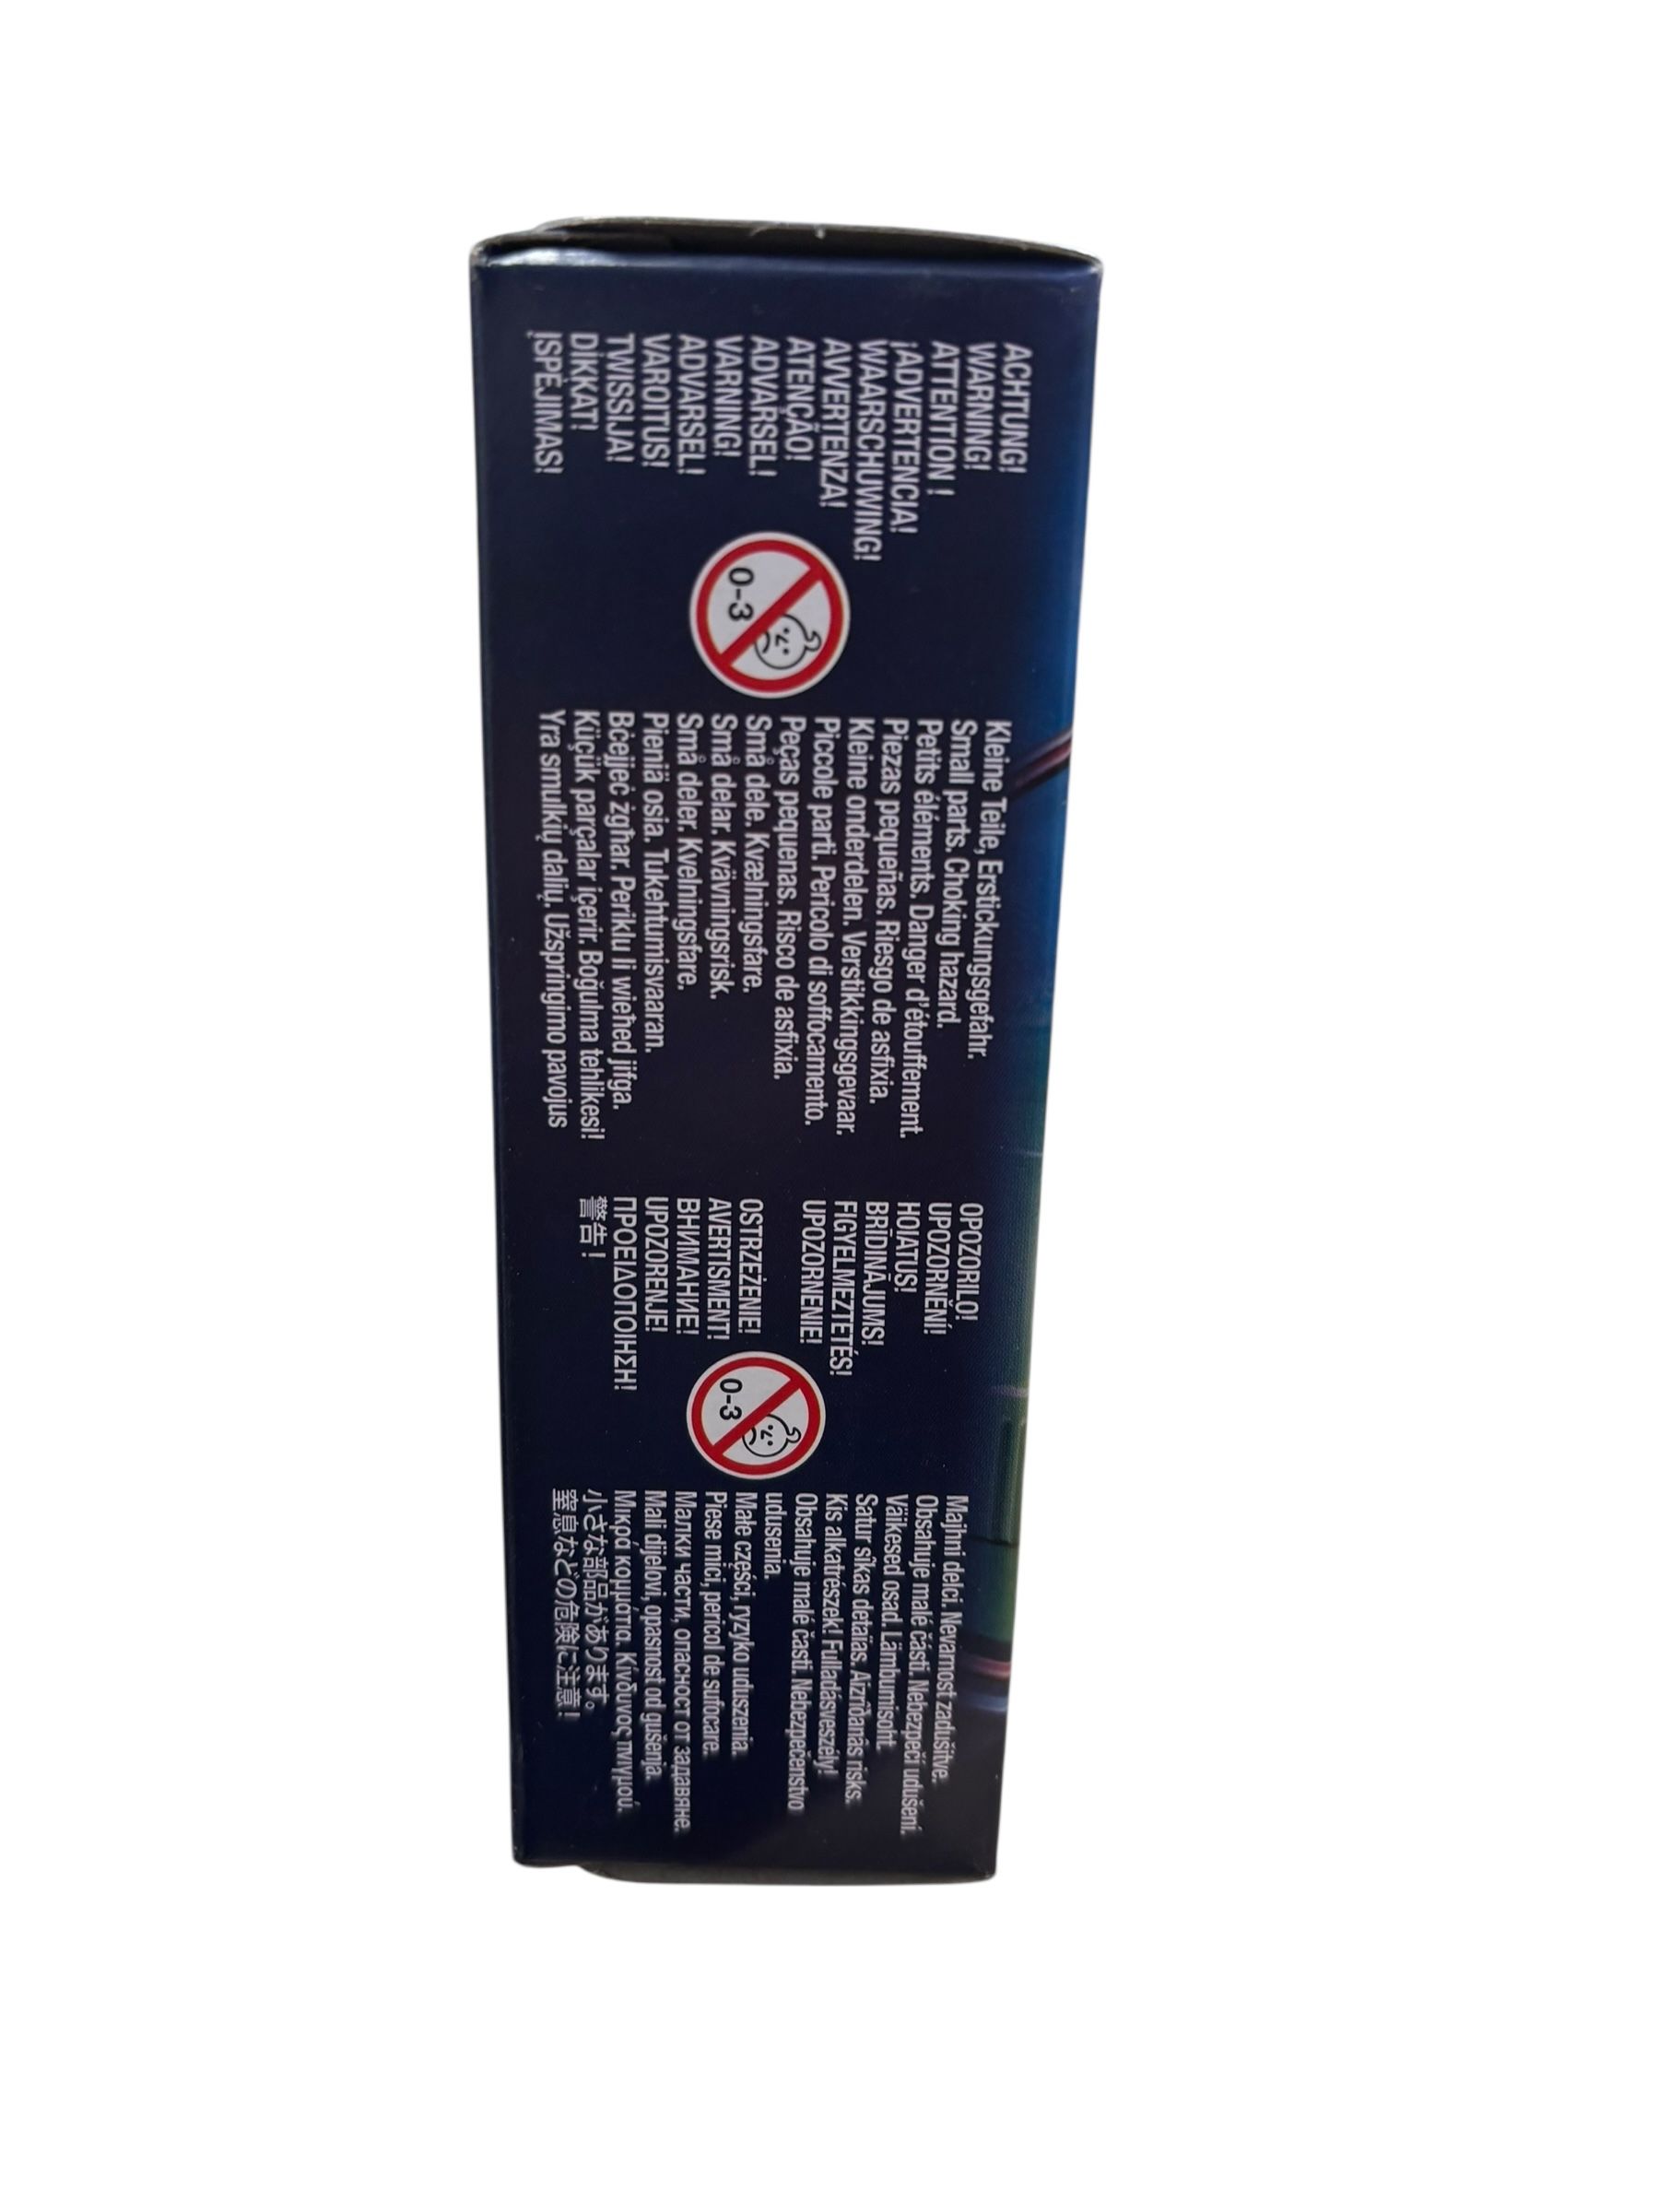 ACHTUNG!
WARNING!
ATTENTION !
¡ADVERTENCIA!
WAARSCHUWING!
AVVERTENZA!
ATENÇÃO!
ADVARSEL!
VARNING!
ADVARSEL!
VAROITUS!
TWISSIJA!
DİKKAT!
ĮSPĖJIMAS!
0-3
Kleine Teile, Erstickungsgefahr.
Small parts. Choking hazard.
Petits éléments. Danger d'étouffement.
Piezas pequeñas. Riesgo de asfixia.
Kleine onderdelen. Verstikkingsgevaar.
Piccole parti. Pericolo di soffocamento.
Peças pequenas. Risco de asfixia.
Små dele. Kvælningsfare.
Små delar. Kvävningsrisk.
Små deler. Kvelningsfare.
Pieniä osia. Tukehtumisvaaran.
Bċejjeċ żgħar. Periklu li wieħed jifga.
Küçük parçalar içerir. Boğulma tehlikesi!
Yra smulkių dalių. Užspringimo pavojus
OPOZORILO!
UPOZORNĚNÍ!
HOIATUS!
BRĪDINĀJUMS!
FIGYELMEZTETÉS!
UPOZORNENIE!
OSTRZEŻENIE!
AVERTISMENT!
ВНИМАНИЕ!
UPOZORENJE!
ΠΡΟΕΙΔΟΠΟΙΗΣΗ!
警告!
0-3
Majhni delci. Nevarnost zadušitve.
Obsahuje malé části. Nebezpečí udušení.
Väikesed osad. Lämbumisoht.
Satur sīkas detaļas. Aizrīšanās risks.
Kis alkatrészek! Fulladásveszély!
Obsahuje malé časti. Nebezpečenstvo
udusenia.
Małe części, ryzyko uduszenia.
Piese mici, pericol de sufocare.
Малки части, опасност от задавяне.
Mali dijelovi, opasnost od gušenja.
Μικρά κομμάτια. Κίνδυνος πνιγμού.
小さな部品があります。
窒息などの危険に注意!